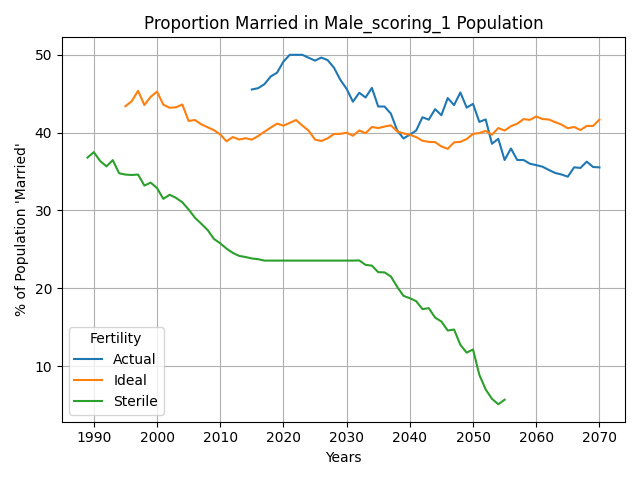 Proportion Married in Male_scoring_1 Population
% of Population 'Married'
50
40
30
20
10
Fertility
Actual
Ideal
Sterile
1990 2000 2010 2020 2030 2040 2050 2060 2070
Years